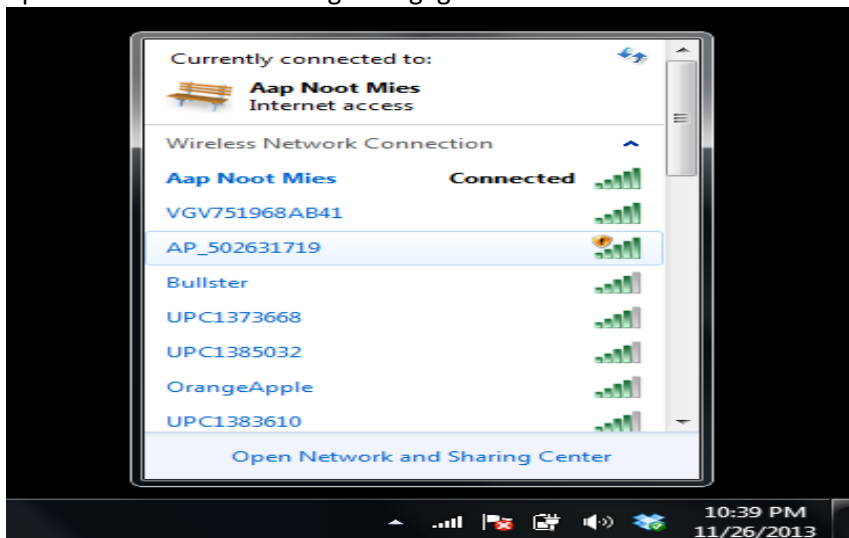 Currently connected to:
Aap Noot Mies
Internet access
Wireless Network Connection
Aap Noot Mies Connected
VGV751968AB41
AP_502631719
Bullster
UPC1373668
UPC1385032
OrangeApple
UPC1383610
Open Network and Sharing Center
10:39 PM
11/26/2013